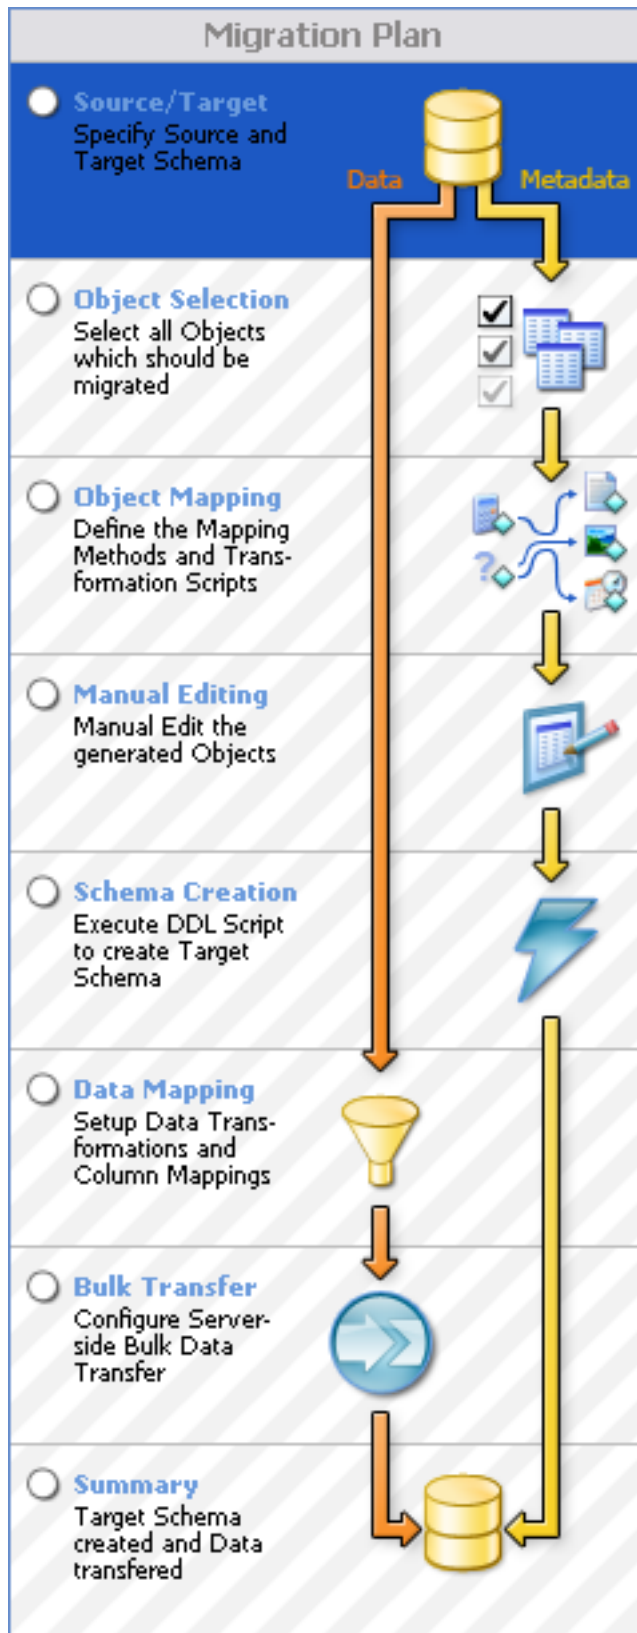 Migration Plan
Source/Target
Specify Source and
Target Schema
Data
Metadata
Object Selection
Select all Objects
which should be
migrated
Object Mapping
Define the Mapping
Methods and Trans-
formation Scripts
Manual Editing
Manual Edit the
generated Objects
Schema Creation
Execute DDL Script
to create Target
Schema
Data Mapping
Setup Data Trans-
formations and
Column Mappings
Bulk Transfer
Configure Server-
side Bulk Data
Transfer
Summary
Target Schema
created and Data
transfered